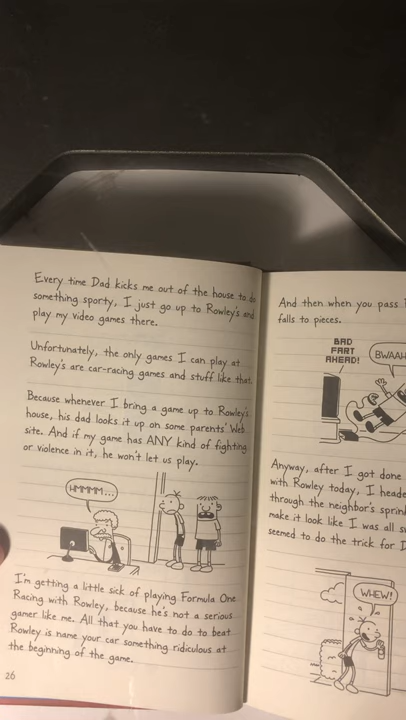 Every time Dad kicks me out of the house to do
something sporty, I just go up to Rowley's and
play my video games there.
Unfortunately, the only games I can play at
Rowley's are car-racing games and stuff like that.
Because whenever I bring a game up to Rowley's
house, his dad looks it up on some parents' Web
site. And if my game has ANY kind of fighting
or violence in it, he won't let us play.
HMMMM...
I'm getting a little sick of playing Formula One
Racing with Rowley, because he's not a serious
gamer like me. All that you have to do to beat
Rowley is name your car something ridiculous at
the beginning of the game.
26
And then when you pass
falls to pieces.
BAD
FART
AHEAD!
Anyway, after I got done
with Rowley today, I heade
through the neighbor's sprin
make it look like I was all
seemed to do the trick for
WHEW!